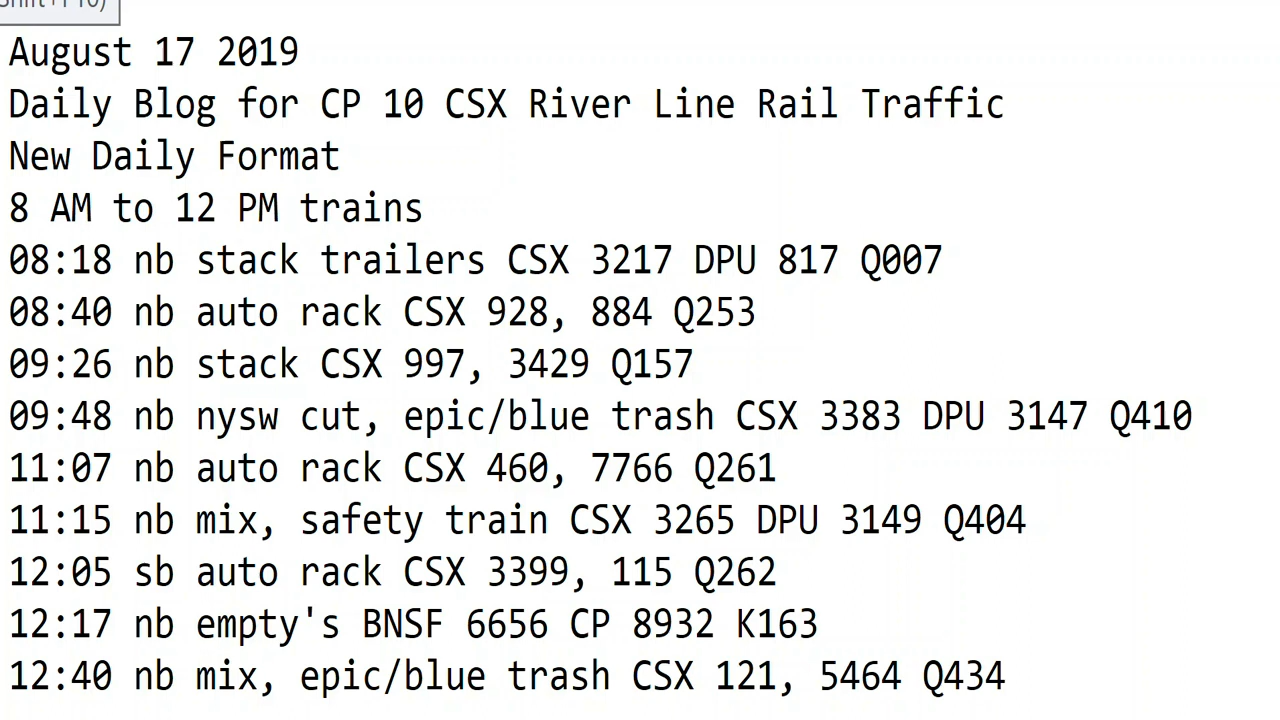 August 17 2019
Daily Blog for CP 10 CSX River Line Rail Traffic
New Daily Format
8 AM to 12 PM trains
08:18 nb stack trailers CSX 3217 DPU 817 Q007
08:40 nb auto rack CSX 928, 884 Q253
09:26 nb stack CSX 997, 3429 Q157
09:48 nb nysw cut, epic/blue trash CSX 3383 DPU 3147 Q410
11:07 nb auto rack CSX 460, 7766 Q261
11:15 nb mix, safety train CSX 3265 DPU 3149 Q404
12:05 sb auto rack CSX 3399, 115 Q262
12:17 nb empty's BNSF 6656 CP 8932 K163
12:40 nb mix, epic/blue trash CSX 121, 5464 Q434